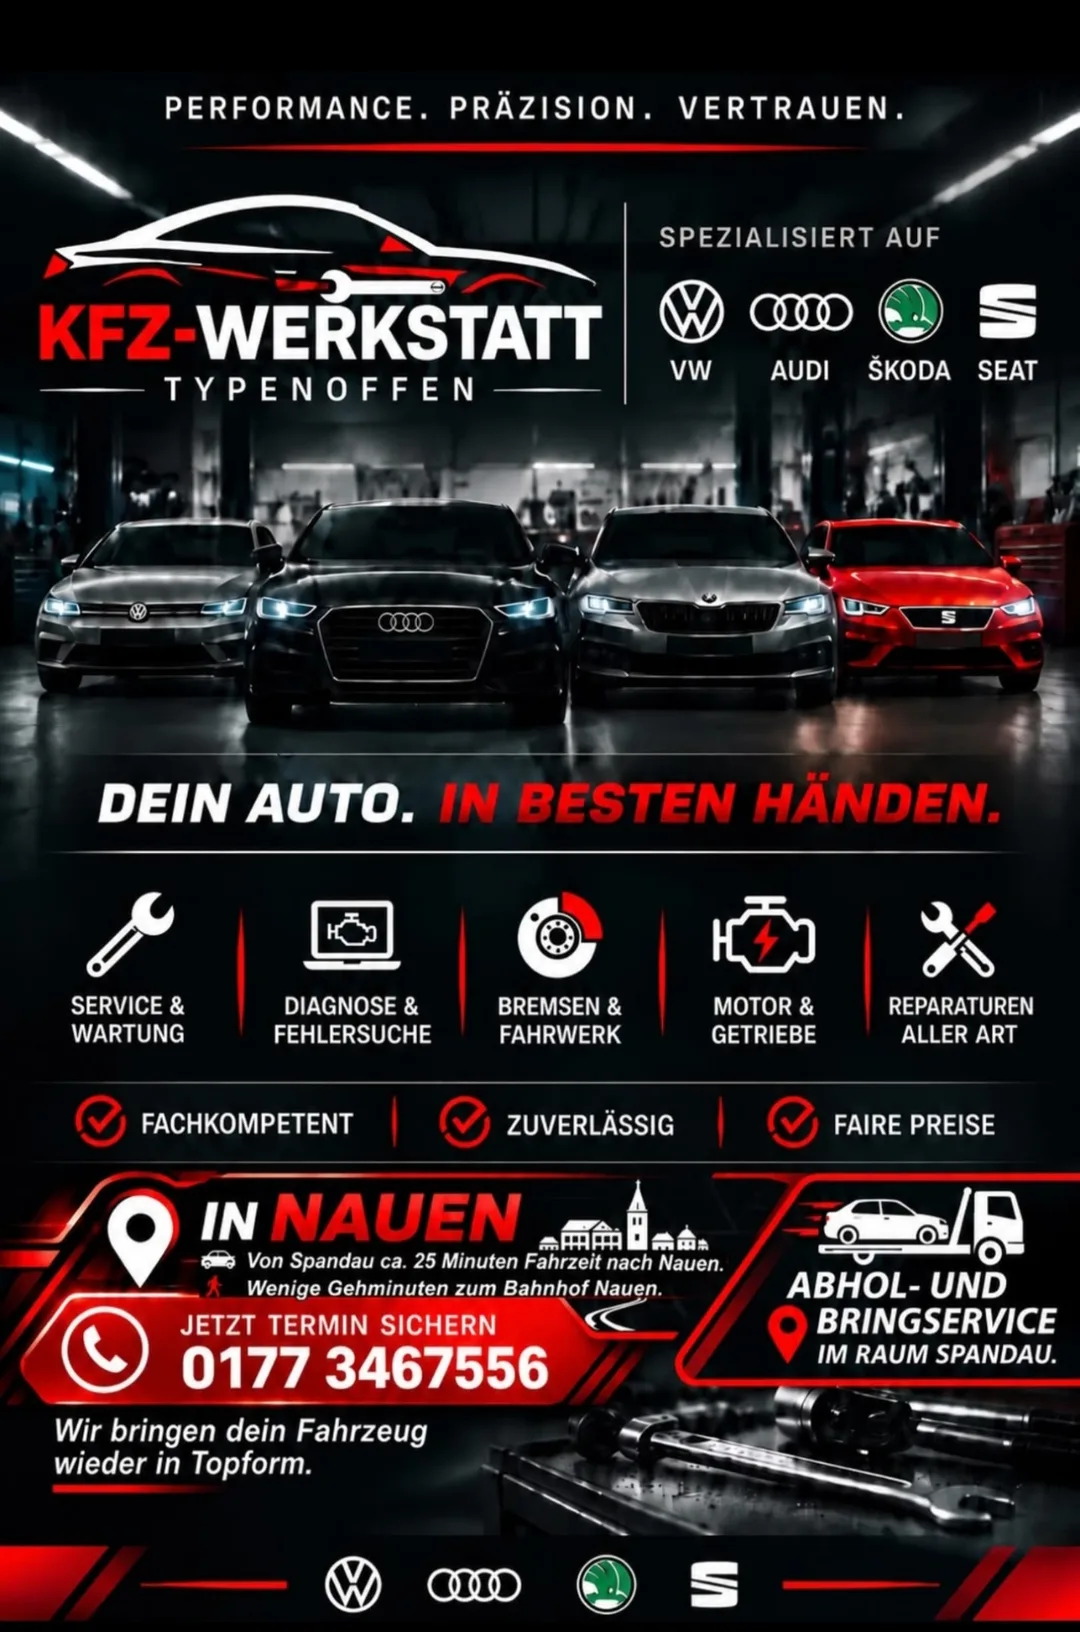 PERFORMANCE. PRÄZISION. VERTRAUEN.
KFZ-WERKSTATT
TYPENOFFEN
SPEZIALISIERT AUF
VW AUDI ŠKODA SEAT
DEIN AUTO. IN BESTEN HÄNDEN.
SERVICE &
WARTUNG
DIAGNOSE &
FEHLERSUCHE
BREMSEN &
FAHRWERK
MOTOR &
GETRIEBE
REPARATUREN
ALLER ART
FACHKOMPETENT
ZUVERLÄSSIG
FAIRE PREISE
IN NAUEN
Von Spandau ca. 25 Minuten Fahrzeit nach Nauen.
Wenige Gehminuten zum Bahnhof Nauen.
JETZT TERMIN SICHERN
0177 3467556
ABHOL- UND
BRINGSERVICE
IM RAUM SPANDAU.
Wir bringen dein Fahrzeug
wieder in Topform.